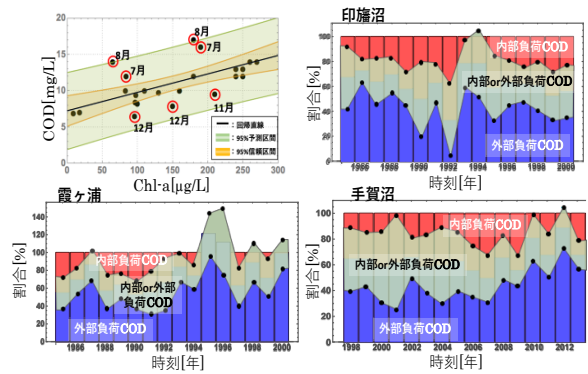 COD[mg/L]
20
15
10
5
0
8月
7月
8月
7月
11月
12月
12月
:回帰直線
:95%予測区間
:95%信頼区間
0 50 100 150 200 250 300
Chl-a[μg/L]
印旛沼
割合[%]
100
80
60
40
20
0
内部負荷COD
内部or外部負荷COD
外部負荷COD
1986 1988 1990 1992 1994 1996 1998 2000
時刻[年]
霞ヶ浦
割合[%]
140
120
100
80
60
40
20
0
内部負荷COD
内部or外部
負荷COD
外部負荷COD
1986 1988 1990 1992 1994 1996 1998 2000
時刻[年]
手賀沼
割合[%]
100
80
60
40
20
0
内部負荷COD
内部or外部負荷COD
外部負荷COD
1998 2000 2002 2004 2006 2008 2010 2012
時刻[年]